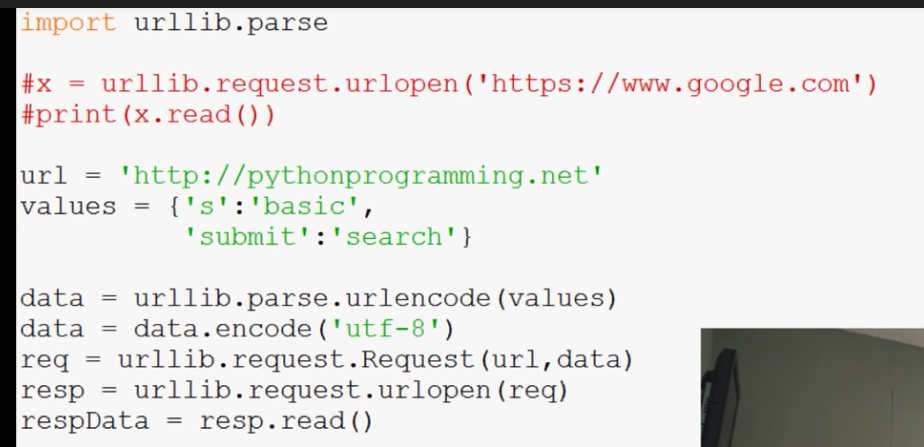 import urllib.parse
#x = urllib.request.urlopen('https://www.google.com')
#print(x.read())
url = 'http://pythonprogramming.net'
values = {'s':'basic',
'submit':'search'}
data = urllib.parse.urlencode(values)
data = data.encode('utf-8')
req = urllib.request.Request(url,data)
resp = urllib.request.urlopen(req)
respData = resp.read()